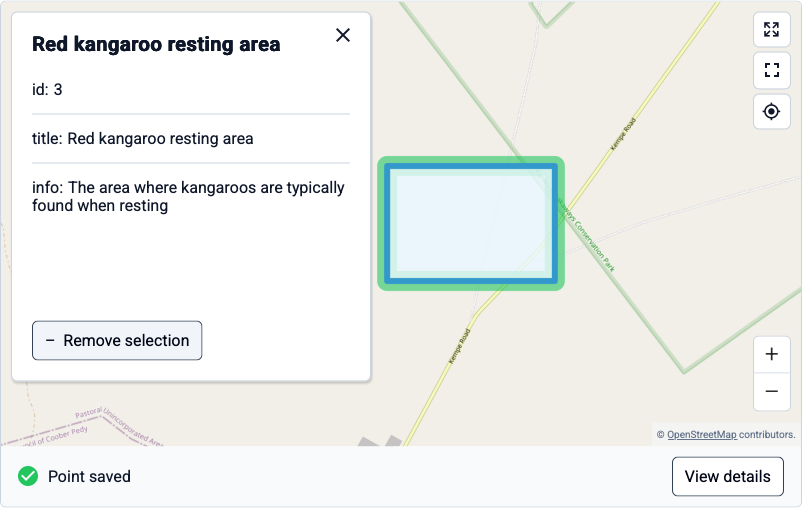 Red kangaroo resting area
id: 3
title: Red kangaroo resting area
info: The area where kangaroos are typically
found when resting
− Remove selection
Kempe Road
Conservation Park
Kempe Road
Pastoral Unincorporated Area
of Coober Pedy
+
−
© OpenStreetMap contributors.
Point saved
View details